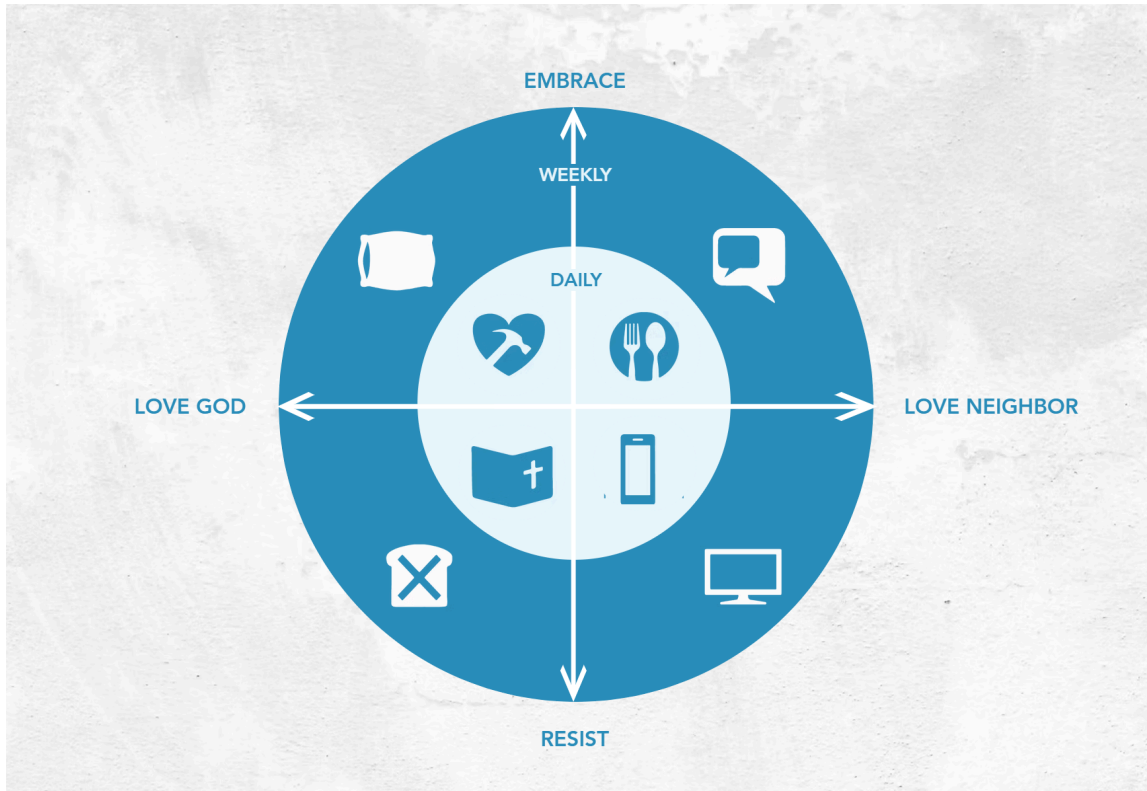 EMBRACE
WEEKLY
DAILY
LOVE GOD
LOVE NEIGHBOR
RESIST